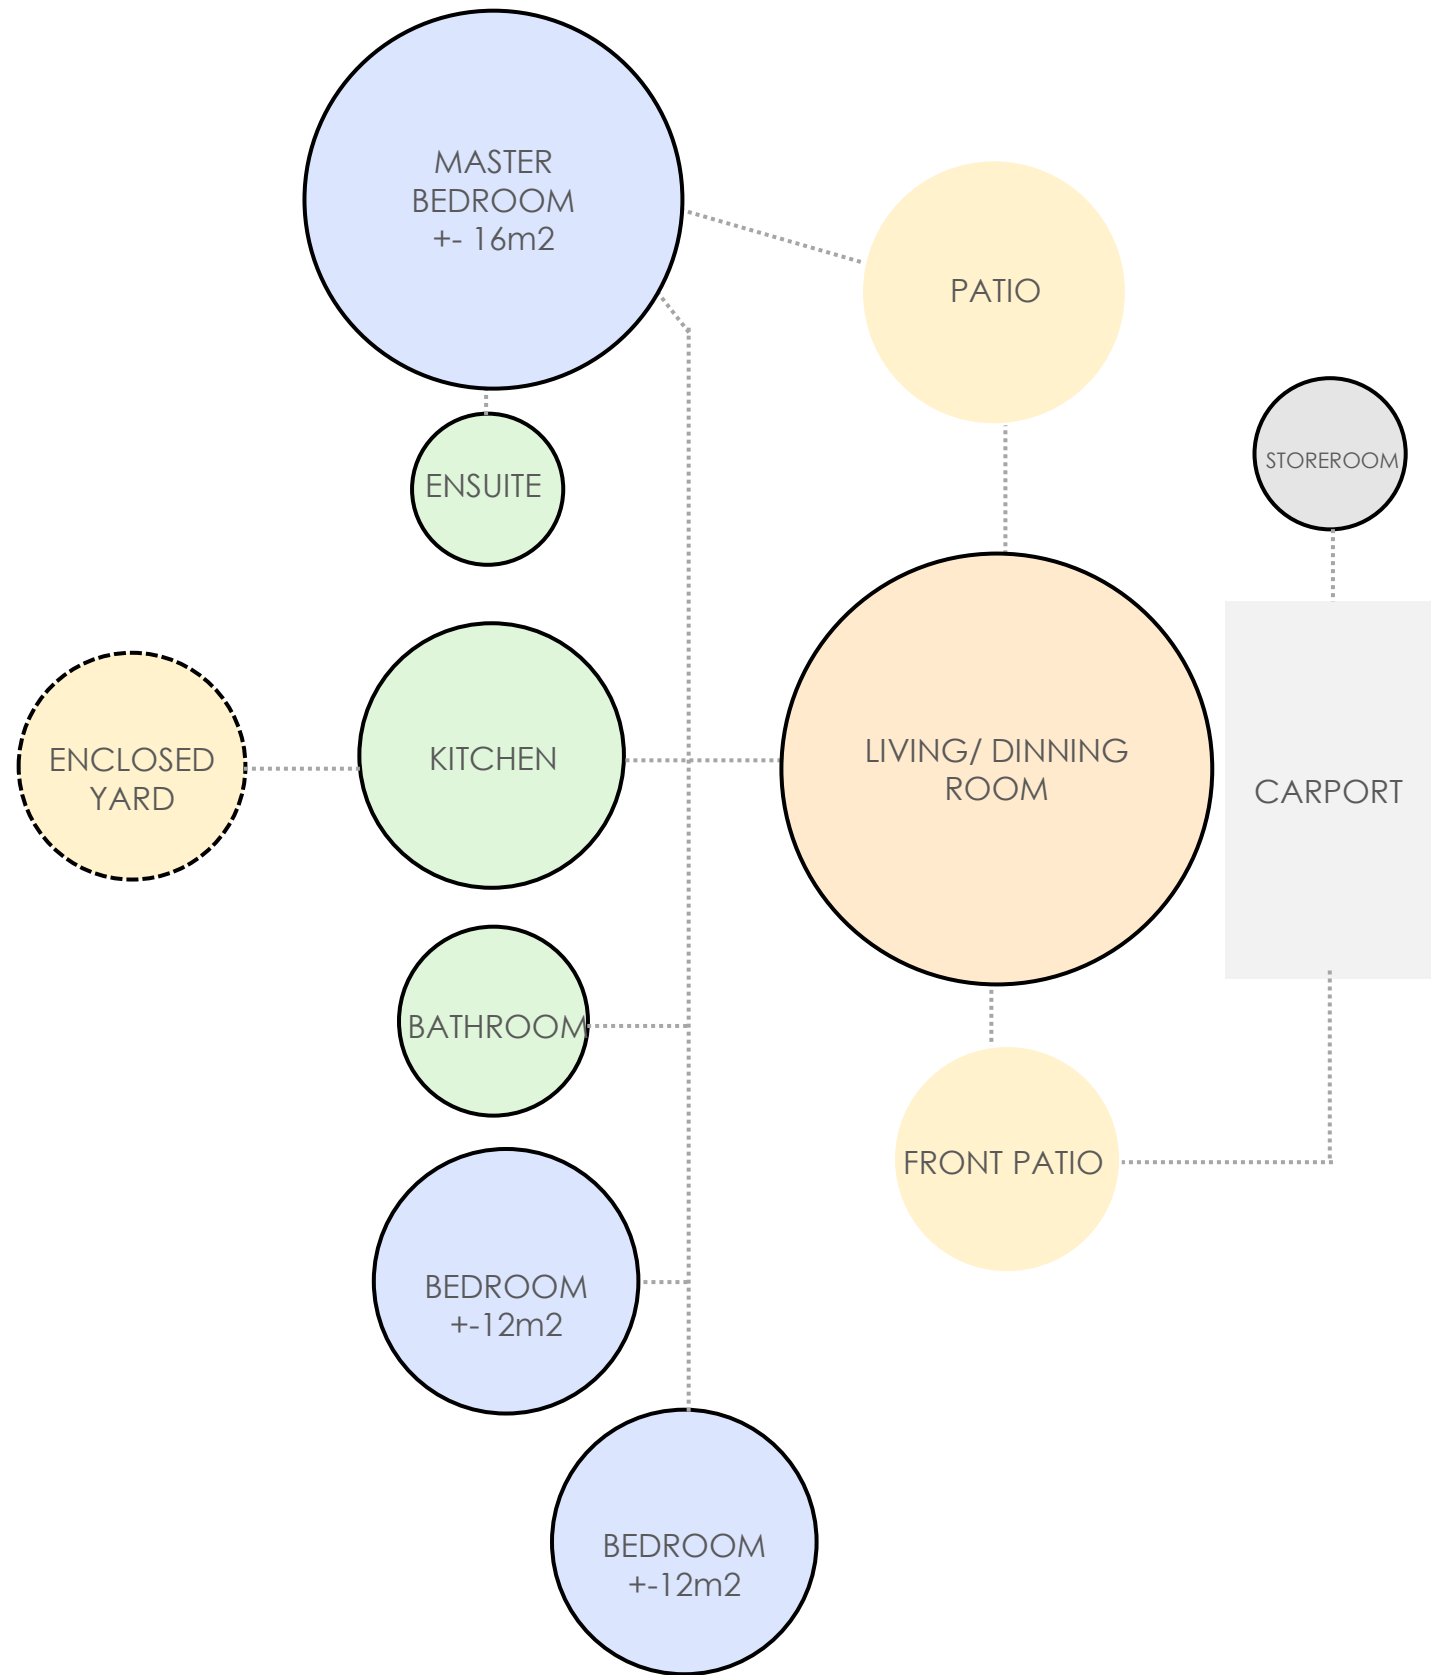 MASTER
BEDROOM
+- 16m2
PATIO
STOREROOM
ENSUITE
ENCLOSED
YARD
KITCHEN
LIVING/ DINNING
ROOM
CARPORT
BATHROOM
FRONT PATIO
BEDROOM
+-12m2
BEDROOM
+-12m2